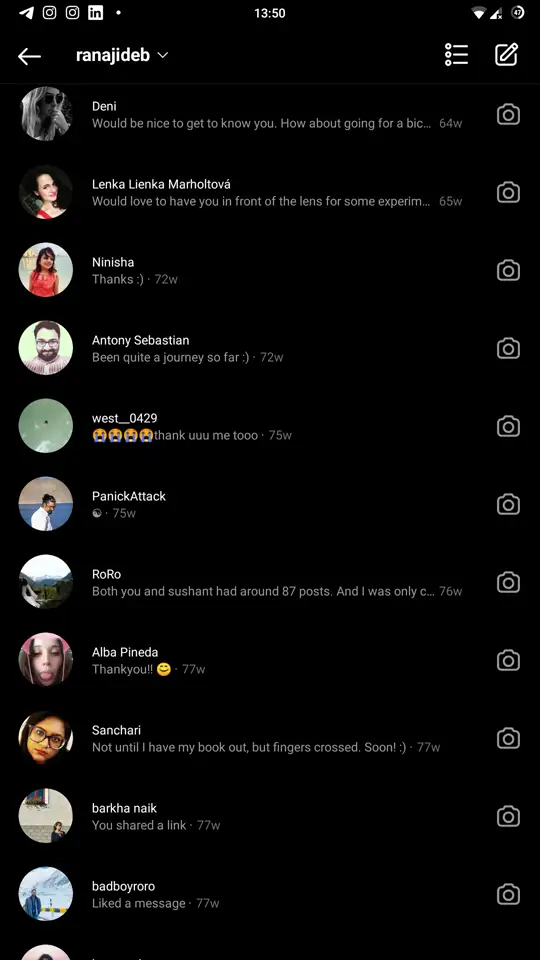 13:50
47
ranajideb
Deni
Would be nice to get to know you. How about going for a bic... 64w
Lenka Lienka Marholtová
Would love to have you in front of the lens for some experim... 65w
Ninisha
Thanks :) · 72w
Antony Sebastian
Been quite a journey so far :) · 72w
west__0429
😭😭😭😭thank uuu me tooo · 75w
PanickAttack
☯ · 75w
RoRo
Both you and sushant had around 87 posts. And I was only c... 76w
Alba Pineda
Thankyou!! 😊 · 77w
Sanchari
Not until I have my book out, but fingers crossed. Soon! :) · 77w
barkha naik
You shared a link · 77w
badboyroro
Liked a message · 77w